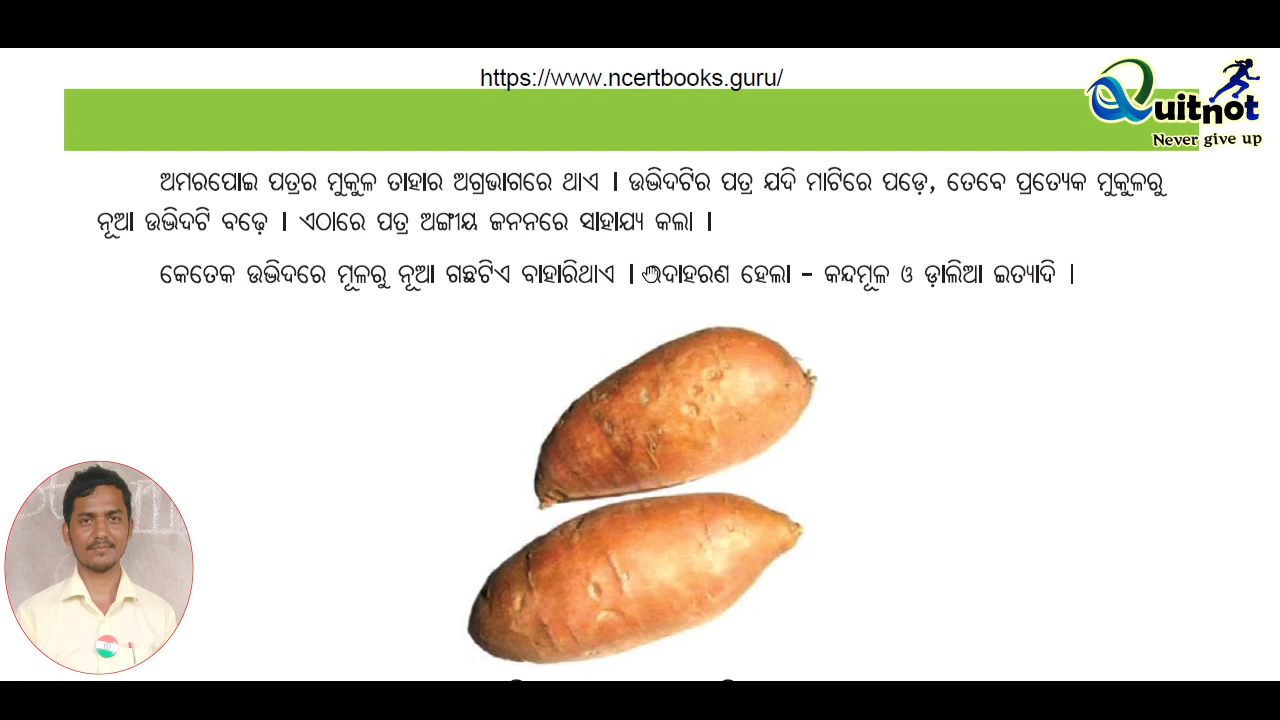 https://www.ncertbooks.guru/
Quitnot
Never give up
ଅମରପୋଇ ପତ୍ରର ମୁକୁଳ ତାହାର ଅଗ୍ରଭାଗରେ ଥାଏ । ଉଦ୍ଭିଦଟିର ପତ୍ର ଯଦି ମାଟିରେ ପଡ଼େ, ତେବେ ପ୍ରତ୍ୟେକ ମୁକୁଳରୁ
ନୂଆ ଉଦ୍ଭିଦଟି ବଢ଼େ । ଏଠାରେ ପତ୍ର ଅଙ୍ଗୀୟ ଜନନରେ ସାହାଯ୍ୟ କଲା ।
କେତେକ ଉଦ୍ଭିଦରେ ମୂଳରୁ ନୂଆ ଗଛଟିଏ ବାହାରିଥାଏ । ଉଦାହରଣ ହେଲା – କନ୍ଦମୂଳ ଓ ଡ଼ାଲିଆ ଇତ୍ୟାଦି ।